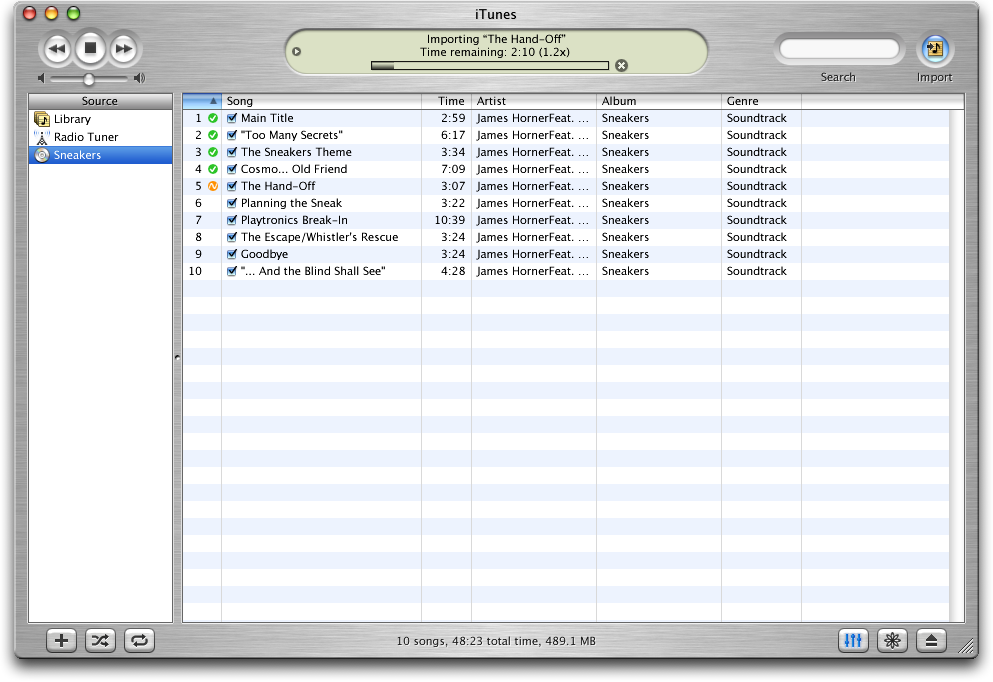 iTunes
Importing “The Hand-Off”
Time remaining: 2:10 (1.2x)
Search
Import
Source
Library
Radio Tuner
Sneakers
Song Time Artist Album Genre
1 Main Title 2:59 James HornerFeat. ... Sneakers Soundtrack
2 "Too Many Secrets" 6:17 James HornerFeat. ... Sneakers Soundtrack
3 The Sneakers Theme 3:34 James HornerFeat. ... Sneakers Soundtrack
4 Cosmo... Old Friend 7:09 James HornerFeat. ... Sneakers Soundtrack
5 The Hand-Off 3:07 James HornerFeat. ... Sneakers Soundtrack
6 Planning the Sneak 3:22 James HornerFeat. ... Sneakers Soundtrack
7 Playtronics Break-In 10:39 James HornerFeat. ... Sneakers Soundtrack
8 The Escape/Whistler's Rescue 3:24 James HornerFeat. ... Sneakers Soundtrack
9 Goodbye 3:24 James HornerFeat. ... Sneakers Soundtrack
10 "... And the Blind Shall See" 4:28 James HornerFeat. ... Sneakers Soundtrack
10 songs, 48:23 total time, 489.1 MB